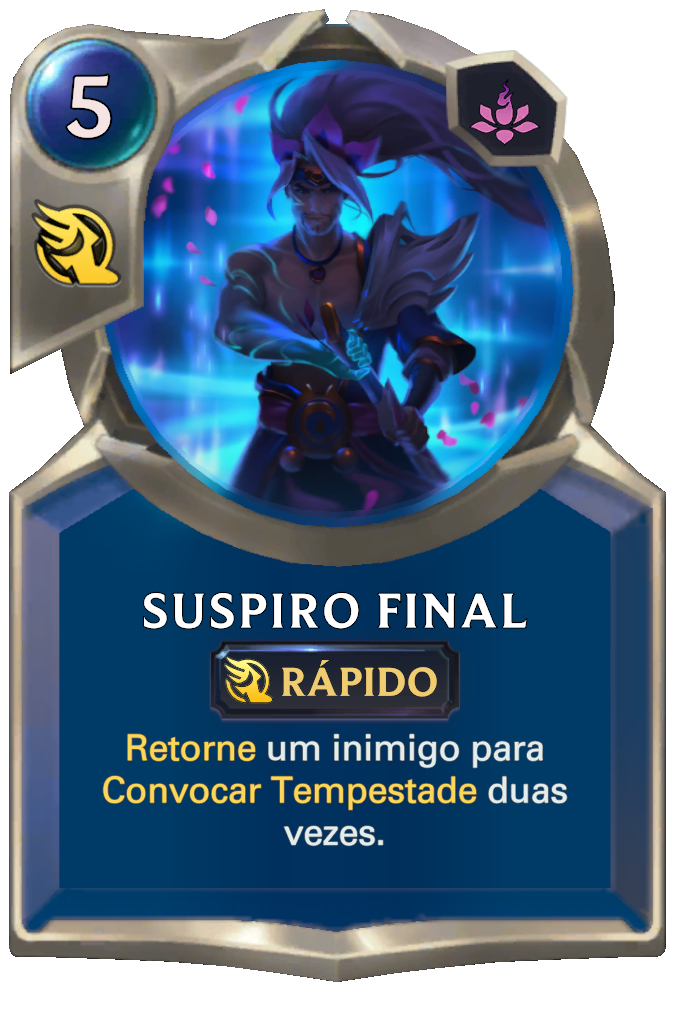 5
SUSPIRO FINAL
RÁPIDO
Retorne um inimigo para
Convocar Tempestade duas
vezes.